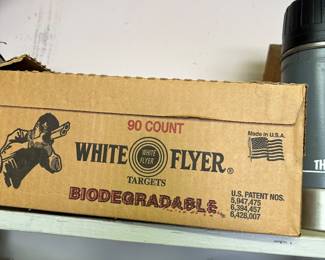 90 COUNT
Made in U.S.A.
WHITE WHITE FLYER FLYER®
TARGETS
BIODEGRADABLE
U.S. PATENT NOS.
5,947,475
6,394,457
6,428,007
TH